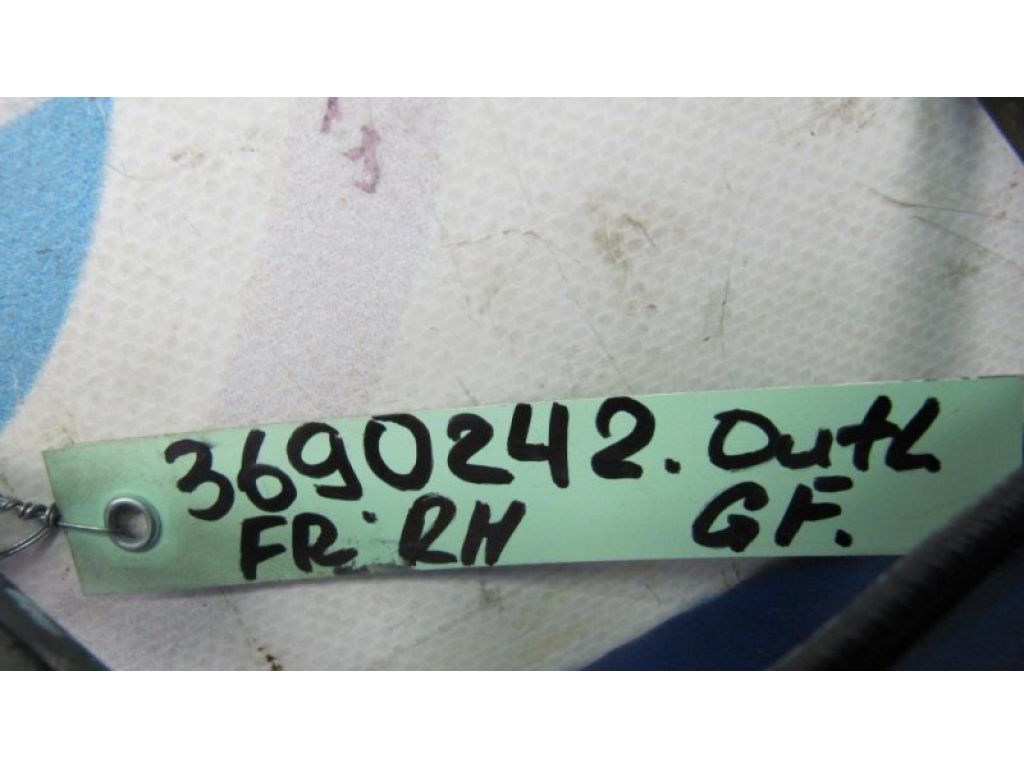 3690242. Outl
FR RH GF.